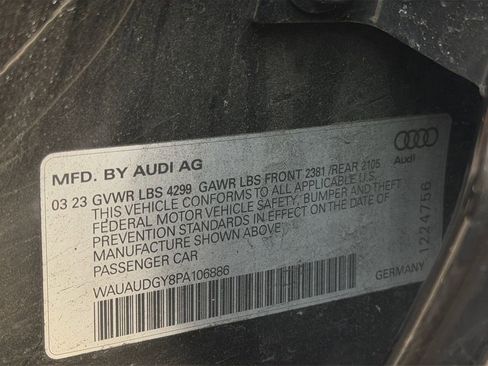 MFD. BY AUDI AG
Audi
03 23 GVWR LBS 4299 GAWR LBS FRONT 2381 /REAR 2105
THIS VEHICLE CONFORMS TO ALL APPLICABLE U.S.
FEDERAL MOTOR VEHICLE SAFETY, BUMPER AND THEFT
PREVENTION STANDARDS IN EFFECT ON THE DATE OF
MANUFACTURE SHOWN ABOVE.
PASSENGER CAR
WAUAUDGY8PA106886
GERMANY
1224756